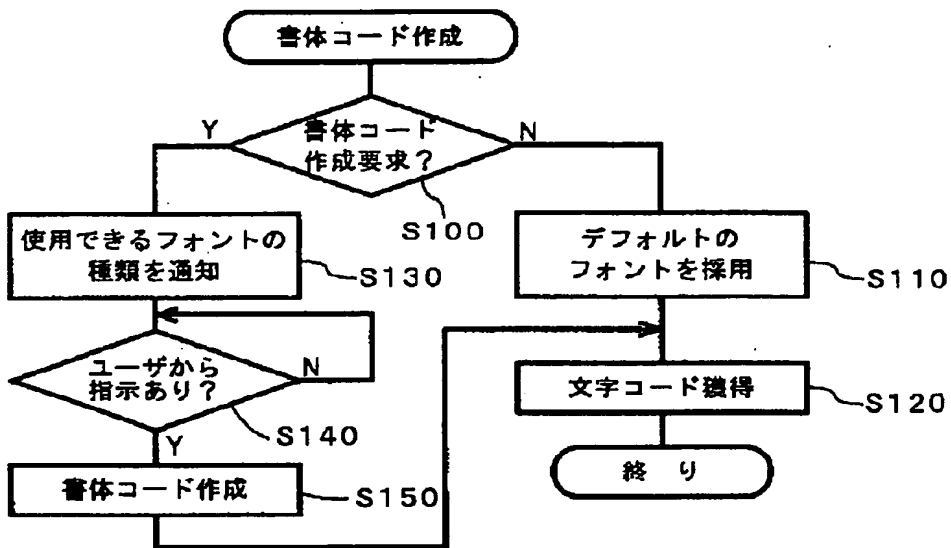 書体コード作成
書体コード
作成要求?
Y
N
S100
使用できるフォントの
種類を通知
S130
デフォルトの
フォントを採用
S110
ユーザから
指示あり?
N
Y
S140
文字コード獲得
S120
書体コード作成
S150
終り